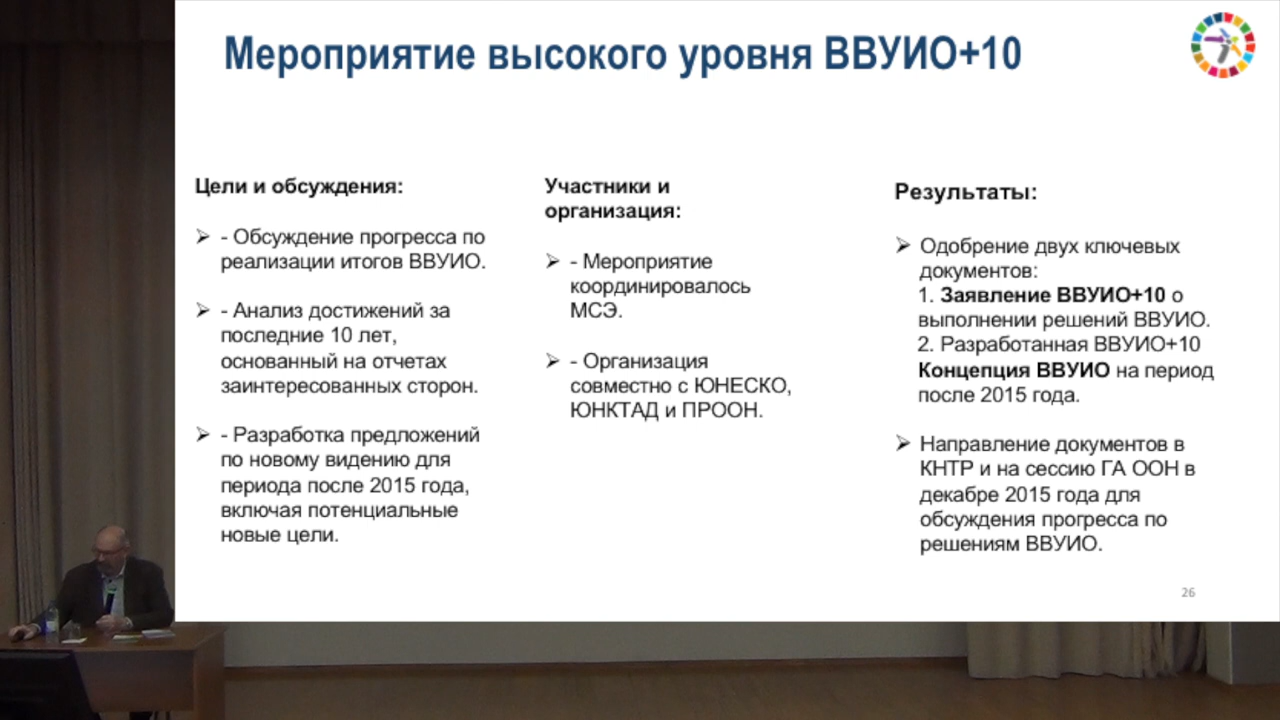 Мероприятие высокого уровня ВВУИО+10
Цели и обсуждения:
- Обсуждение прогресса по
реализации итогов ВВУИО.
- Анализ достижений за
последние 10 лет,
основанный на отчетах
заинтересованных сторон.
- Разработка предложений
по новому видению для
периода после 2015 года,
включая потенциальные
новые цели.
Участники и
организация:
- Мероприятие
координировалось
МСЭ.
- Организация
совместно с ЮНЕСКО,
ЮНКТАД и ПРООН.
Результаты:
Одобрение двух ключевых
документов:
1. Заявление ВВУИО+10 о
выполнении решений ВВУИО.
2. Разработанная ВВУИО+10
Концепция ВВУИО на период
после 2015 года.
Направление документов в
КНТР и на сессию ГА ООН в
декабре 2015 года для
обсуждения прогресса по
решениям ВВУИО.
26